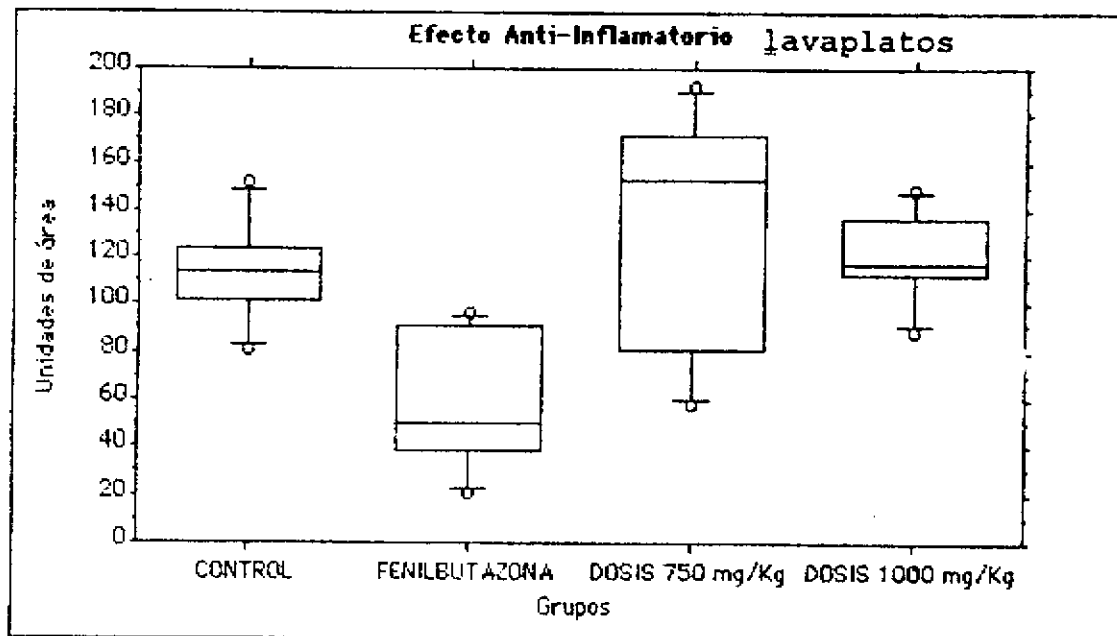 Efecto Anti-Inflamatorio lavaplatos
Unidades de área
200
180
160
140
120
100
80
60
40
20
0
CONTROL FENILBUTAZONA DOSIS 750 mg/Kg DOSIS 1000 mg/Kg
Grupos